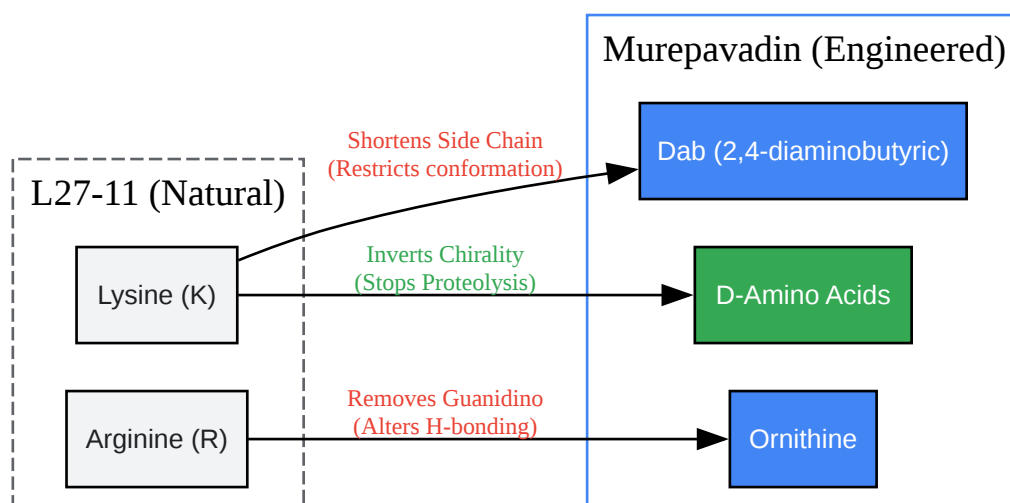 Murepavadin (Engineered)
Shortens Side Chain
(Restricts conformation)
Dab (2,4-diaminobutyric)
L27-11 (Natural)
Lysine (K)
Inverts Chirality
(Stops Proteolysis)
D-Amino Acids
Arginine (R)
Removes Guanidino
(Alters H-bonding)
Ornithine